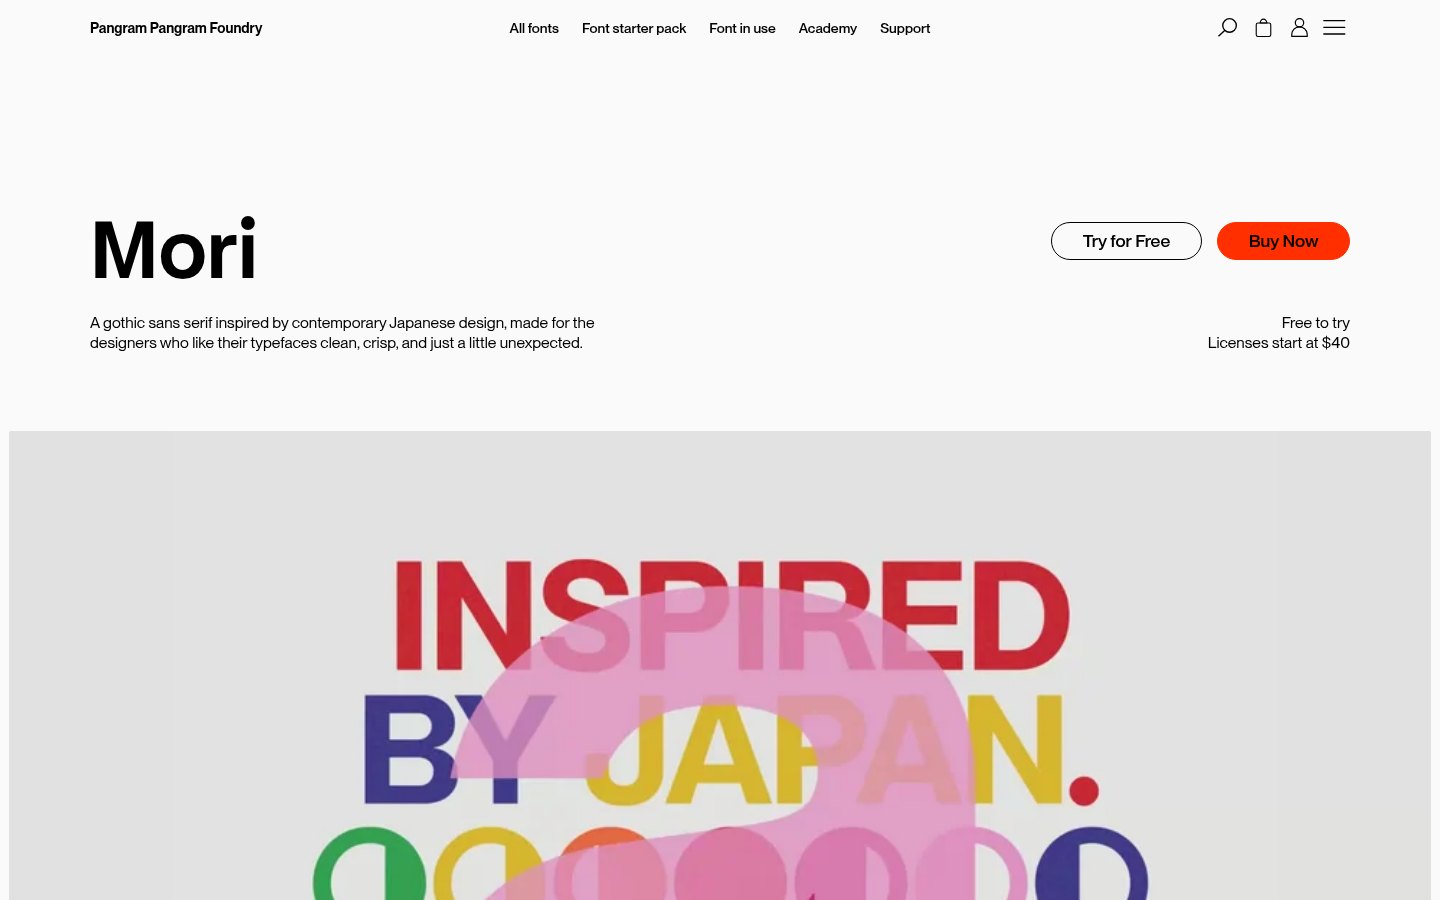 Pangram Pangram Foundry
All fonts
Font starter pack
Font in use
Academy
Support
Mori
Try for Free
Buy Now
A gothic sans serif inspired by contemporary Japanese design, made for the
designers who like their typefaces clean, crisp, and just a little unexpected.
Free to try
Licenses start at $40
INSPIRED
BY JAPAN.